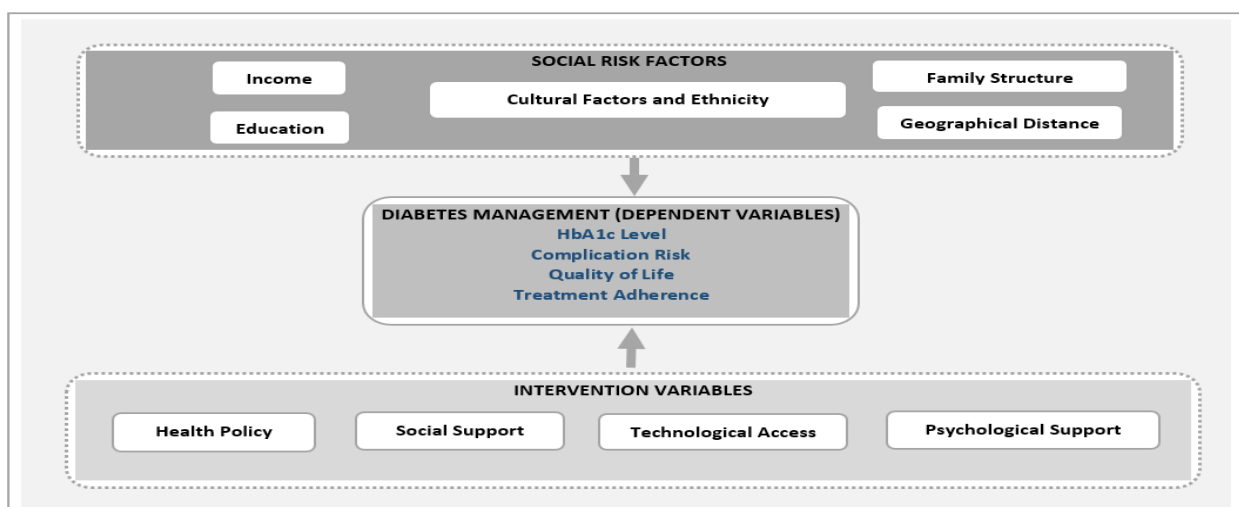 SOCIAL RISK FACTORS
Income
Cultural Factors and Ethnicity
Family Structure
Education
Geographical Distance
DIABETES MANAGEMENT (DEPENDENT VARIABLES)
HbA1c Level
Complication Risk
Quality of Life
Treatment Adherence
INTERVENTION VARIABLES
Health Policy
Social Support
Technological Access
Psychological Support